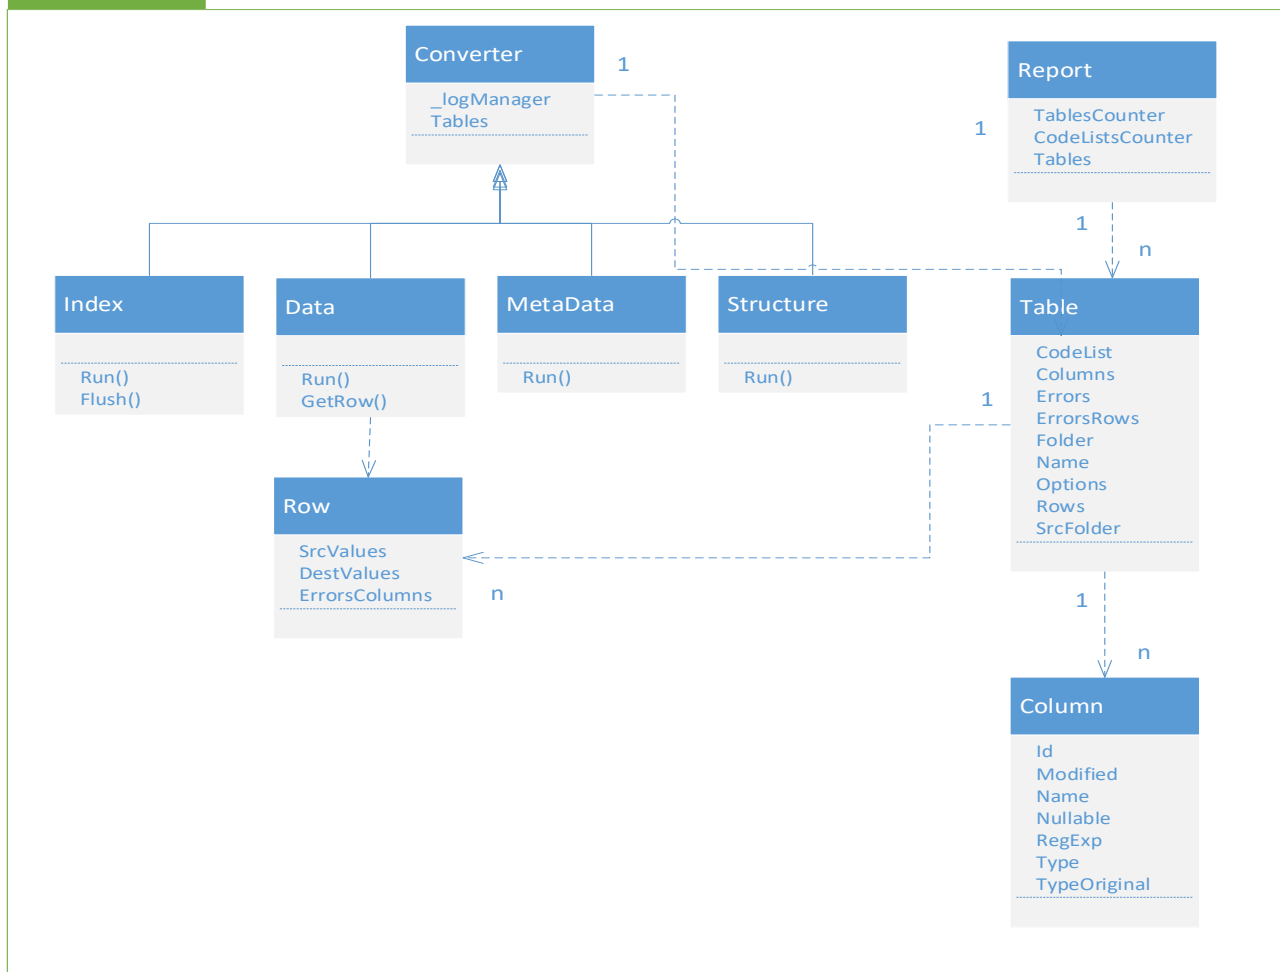 Converter
_logManager
Tables
1
Report
TablesCounter
CodeListsCounter
Tables
1
1
n
Index
Run()
Flush()
Data
Run()
GetRow()
MetaData
Run()
Structure
Run()
Table
CodeList
Columns
Errors
ErrorsRows
Folder
Name
Options
Rows
SrcFolder
1
Row
SrcValues
DestValues
ErrorsColumns
n
1
n
Column
Id
Modified
Name
Nullable
RegExp
Type
TypeOriginal